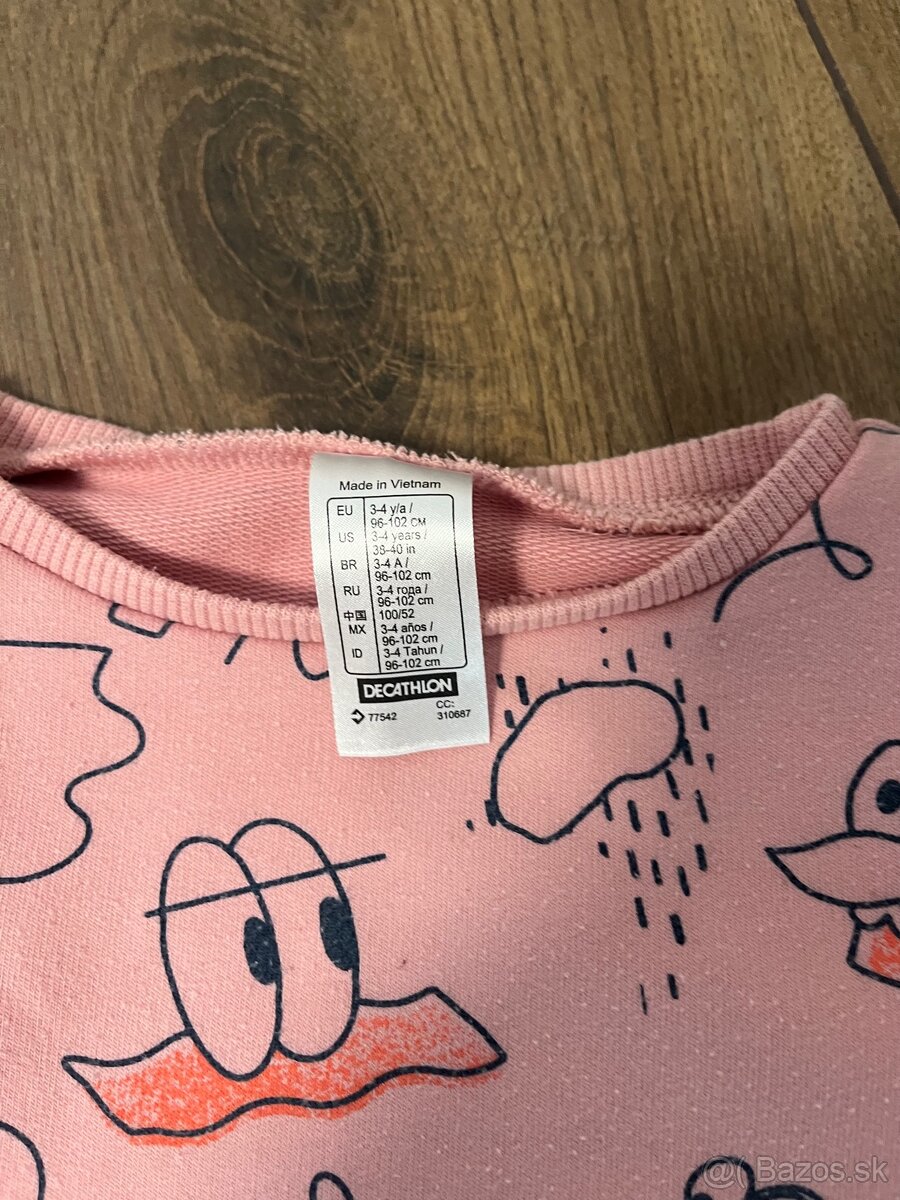 Made in Vietnam
EU 3-4 y/a /
96-102 CM
US 3-4 years /
38-40 in
BR 3-4 A /
96-102 cm
RU 3-4 года /
96-102 cm
中国 100/52
MX 3-4 años /
96-102 cm
ID 3-4 Tahun /
96-102 cm
DECATHLON
77542 CC:
310687
@( Bazos.sk